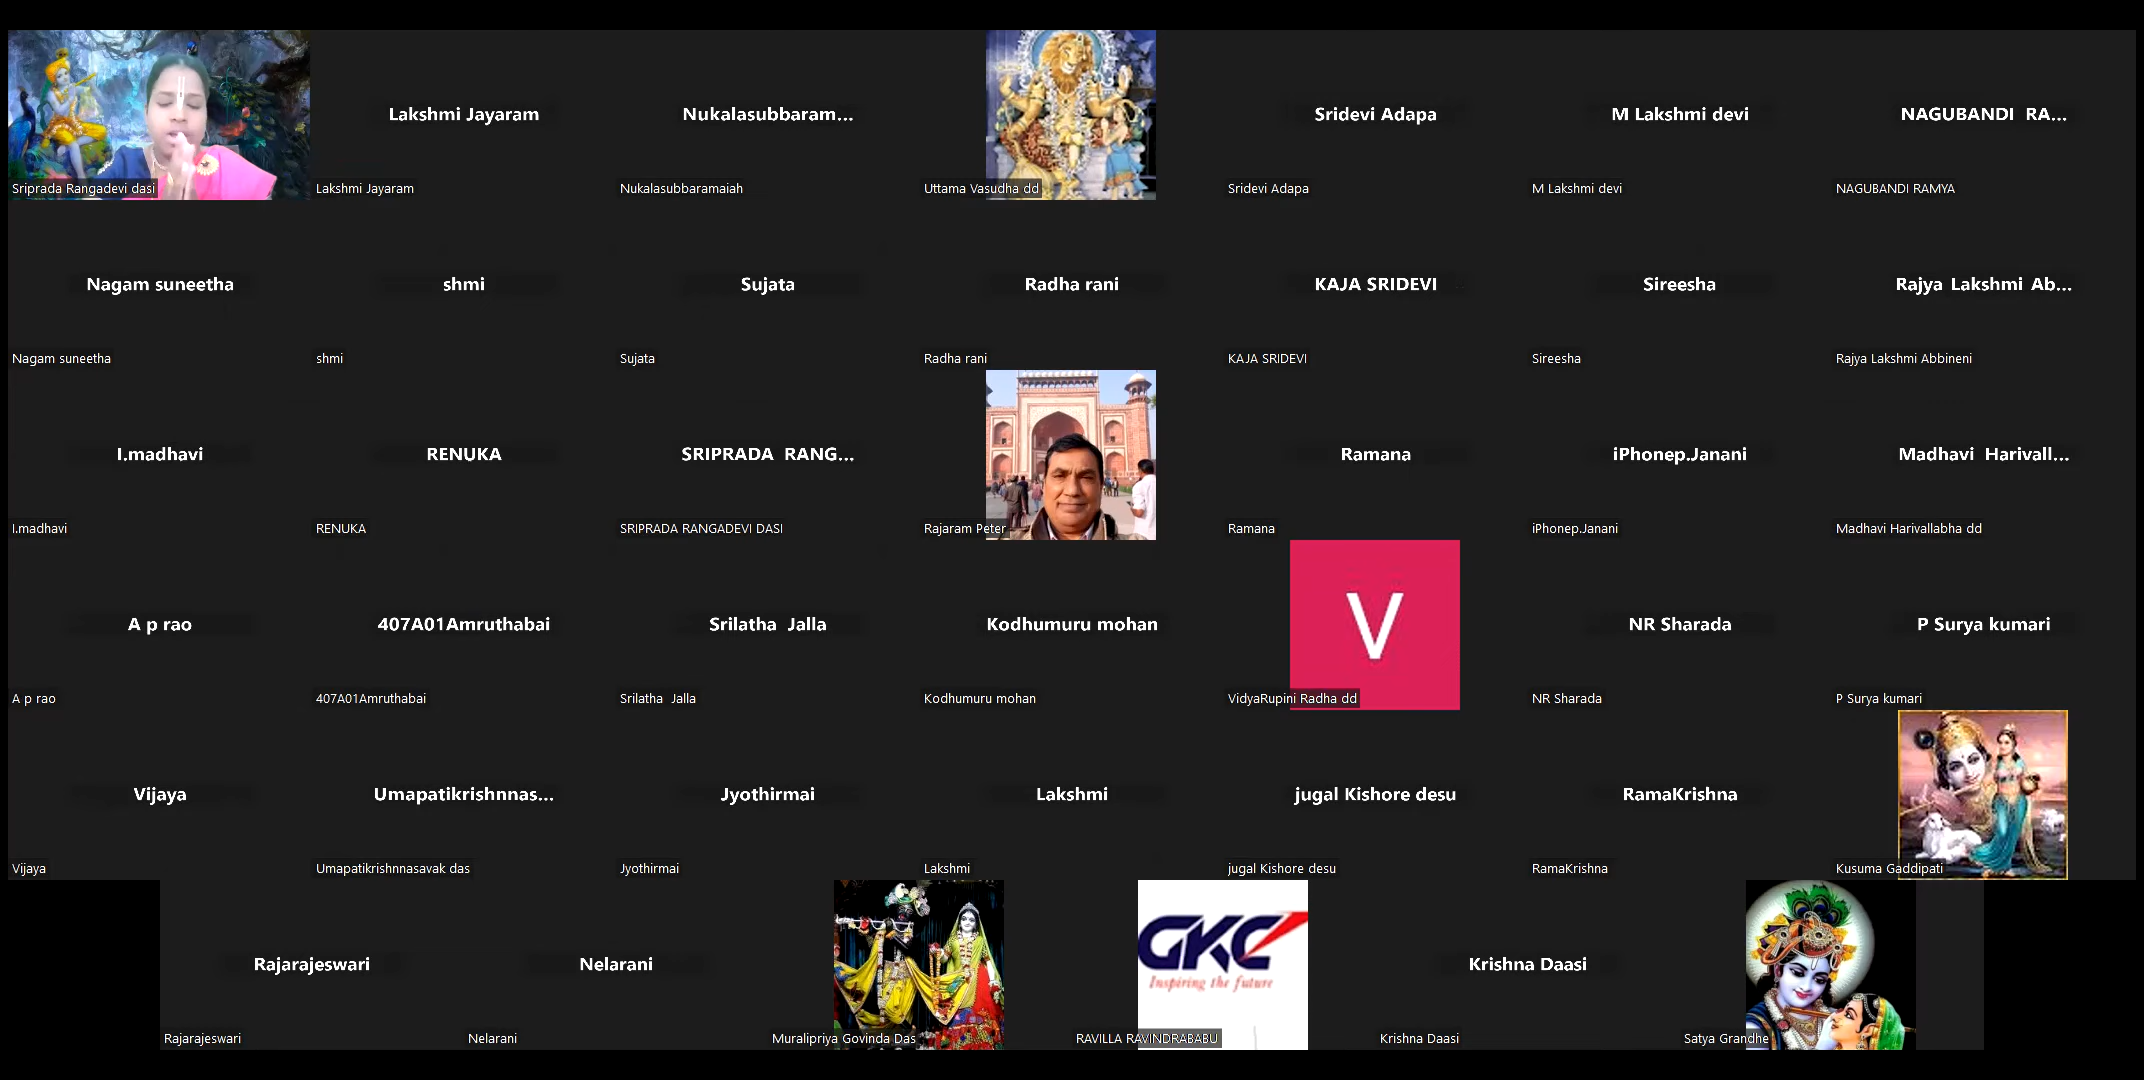 Sriprada Rangadevi dasi
Lakshmi Jayaram
Lakshmi Jayaram
Nukalasubbaram...
Nukalasubbaramaiah
Uttama Vasudha dd
Sridevi Adapa
Sridevi Adapa
M Lakshmi devi
M Lakshmi devi
NAGUBANDI RA...
NAGUBANDI RAMYA
Nagam suneetha
Nagam suneetha
shmi
shmi
Sujata
Sujata
Radha rani
Radha rani
KAJA SRIDEVI
KAJA SRIDEVI
Sireesha
Sireesha
Rajya Lakshmi Ab...
Rajya Lakshmi Abbineni
I.madhavi
I.madhavi
RENUKA
RENUKA
SRIPRADA RANG...
SRIPRADA RANGADEVI DASI
Rajaram Peter
Ramana
Ramana
iPhonep.Janani
iPhonep.Janani
Madhavi Harivall...
Madhavi Harivallabha dd
A p rao
A p rao
407A01Amruthabai
407A01Amruthabai
Srilatha Jalla
Srilatha Jalla
Kodhumuru mohan
Kodhumuru mohan
V
VidyaRupini Radha dd
NR Sharada
NR Sharada
P Surya kumari
P Surya kumari
Vijaya
Vijaya
Umapatikrishnnas...
Umapatikrishnnasavak das
Jyothirmai
Jyothirmai
Lakshmi
Lakshmi
jugal Kishore desu
jugal Kishore desu
RamaKrishna
RamaKrishna
Kusuma Gaddipati
Rajarajeswari
Rajarajeswari
Nelarani
Nelarani
Muralipriya Govinda Das
GKC
Inspiring the future
RAVILLA RAVINDRABABU
Krishna Daasi
Krishna Daasi
Satya Grandhe